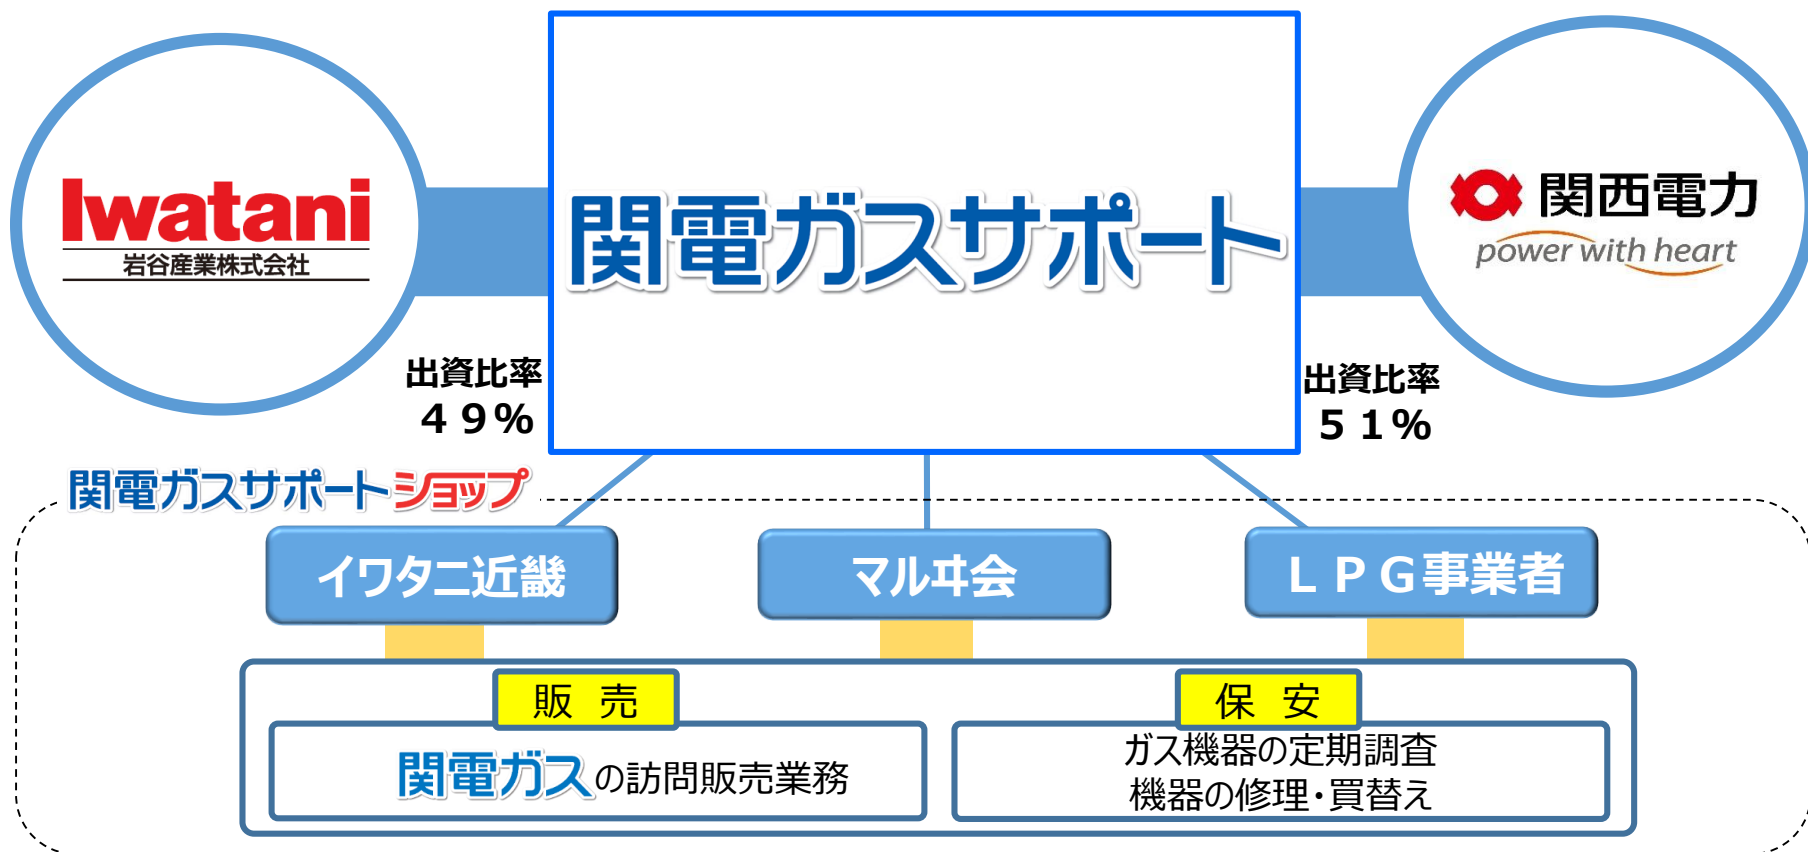 Iwatani
岩谷産業株式会社
関電ガスサポート
関西電力
power with heart
出資比率
４９％
出資比率
５１％
関電ガスサポートショップ
イワタニ近畿
マルヰ会
ＬＰＧ事業者
販 売
関電ガスの訪問販売業務
保 安
ガス機器の定期調査
機器の修理・買替え